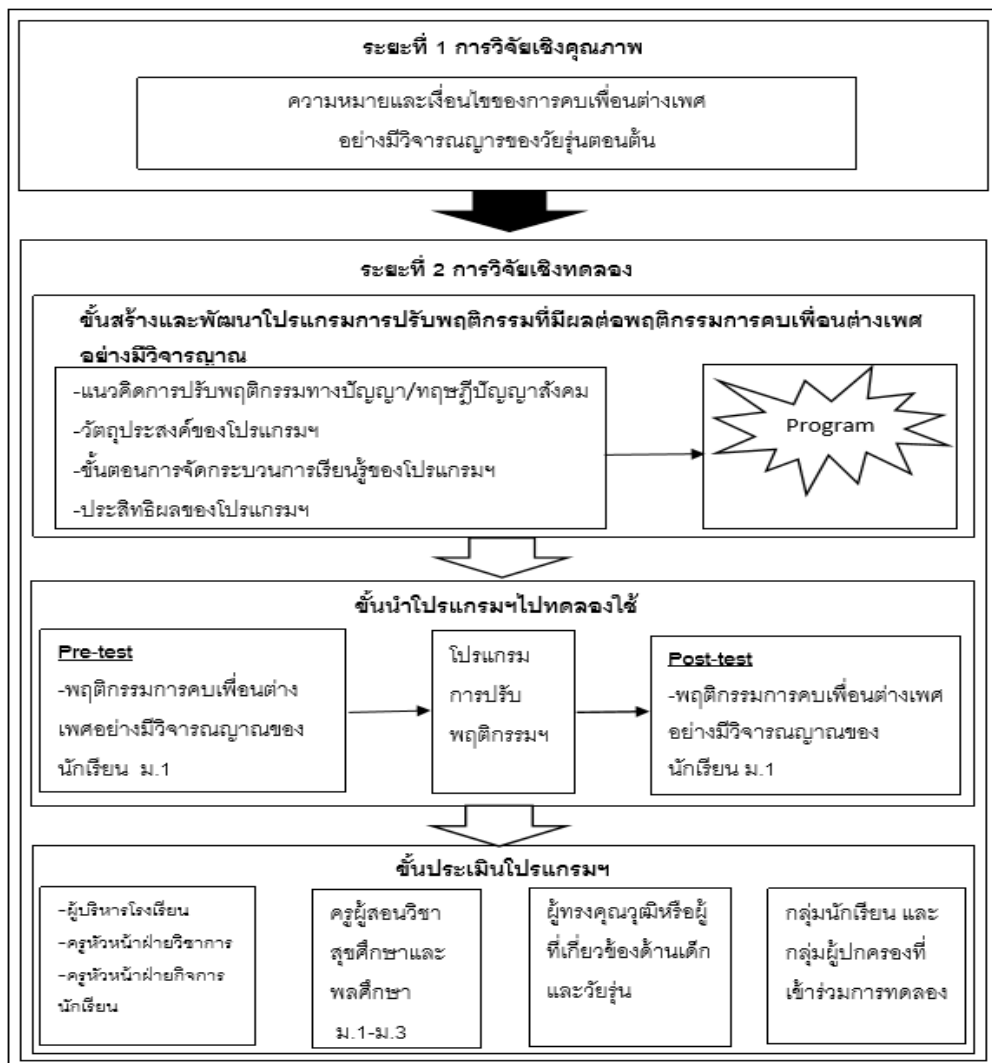 ระยะที่ 1 การวิจัยเชิงคุณภาพ
ความหมายและเงื่อนไขของการคบเพื่อนต่างเพศ
อย่างมีวิจารณญารของวัยรุ่นตอนต้น
ระยะที่ 2 การวิจัยเชิงทดลอง
ขั้นสร้างและพัฒนาโปรแกรมการปรับพฤติกรรมที่มีผลต่อพฤติกรรมการคบเพื่อนต่างเพศ
อย่างมีวิจารญาณ
-แนวคิดการปรับพฤติกรรมทางปัญญา/ทฤษฎีปัญญาสังคม
-วัตถุประสงค์ของโปรแกรมฯ
-ขั้นตอนการจัดกระบวนการเรียนรู้ของโปรแกรมฯ
-ประสิทธิผลของโปรแกรมฯ
Program
ขั้นนำโปรแกรมฯไปทดลองใช้
Pre-test
-พฤติกรรมการคบเพื่อนต่าง
เพศอย่างมีวิจารณญาณของ
นักเรียน ม.1
โปรแกรม
การปรับ
พฤติกรรมฯ
Post-test
-พฤติกรรมการคบเพื่อนต่างเพศ
อย่างมีวิจารณญาณของ
นักเรียน ม.1
ขั้นประเมินโปรแกรมฯ
-ผู้บริหารโรงเรียน
-ครูหัวหน้าฝ่ายวิชาการ
-ครูหัวหน้าฝ่ายกิจการ
นักเรียน
ครูผู้สอนวิชา
สุขศึกษาและ
พลศึกษา
ม.1-ม.3
ผู้ทรงคุณวุฒิหรือผู้
ที่เกี่ยวข้องด้านเด็ก
และวัยรุ่น
กลุ่มนักเรียน และ
กลุ่มผู้ปกครองที่
เข้าร่วมการทดลอง